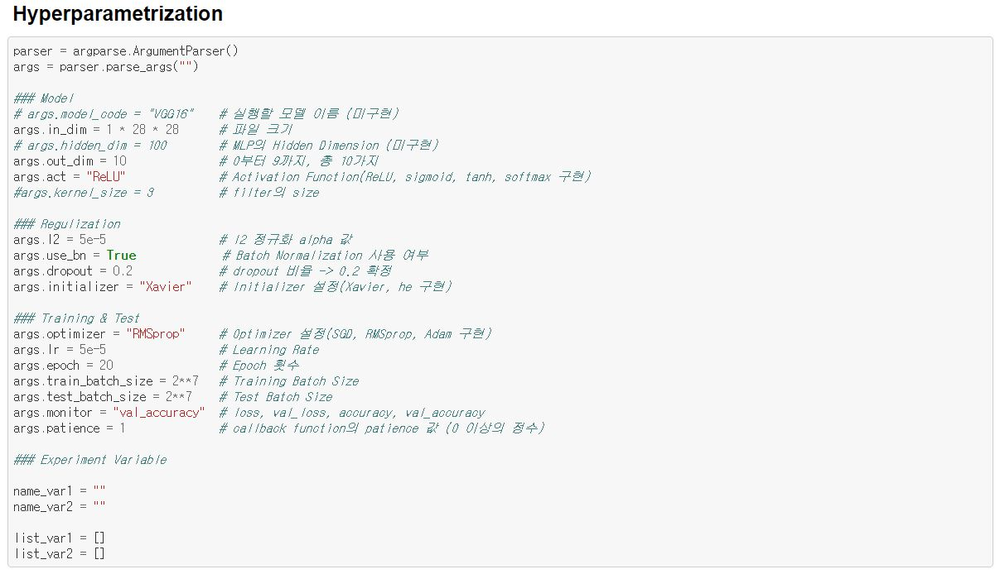 Hyperparametrization
parser = argparse.ArgumentParser()
args = parser.parse_args("")
### Model
# args.model_code = "VGG16" # 실행할 모델 이름 (미구현)
args.in_dim = 1 * 28 * 28 # 파일 크기
# args.hidden_dim = 100 # MLP의 Hidden Dimension (미구현)
args.out_dim = 10 # 0부터 9까지, 총 10가지
args.act = "ReLU" # Activation Function(ReLU, sigmoid, tanh, softmax 구현)
#args.kernel_size = 3 # filter의 size
### Regulization
args.l2 = 5e-5 # l2 정규화 alpha 값
args.use_bn = True # Batch Normalization 사용 여부
args.dropout = 0.2 # dropout 비율 -> 0.2 확정
args.initializer = "Xavier" # Initializer 설정(Xavier, he 구현)
### Training & Test
args.optimizer = "RMSprop" # Optimizer 설정(SGD, RMSprop, Adam 구현)
args.lr = 5e-5 # Learning Rate
args.epoch = 20 # Epoch 횟수
args.train_batch_size = 2**7 # Training Batch Size
args.test_batch_size = 2**7 # Test Batch Size
args.monitor = "val_accuracy" # loss, val_loss, accuracy, val_accuracy
args.patience = 1 # callback function의 patience 값 (0 이상의 정수)
### Experiment Variable
name_var1 = ""
name_var2 = ""
list_var1 = []
list_var2 = []